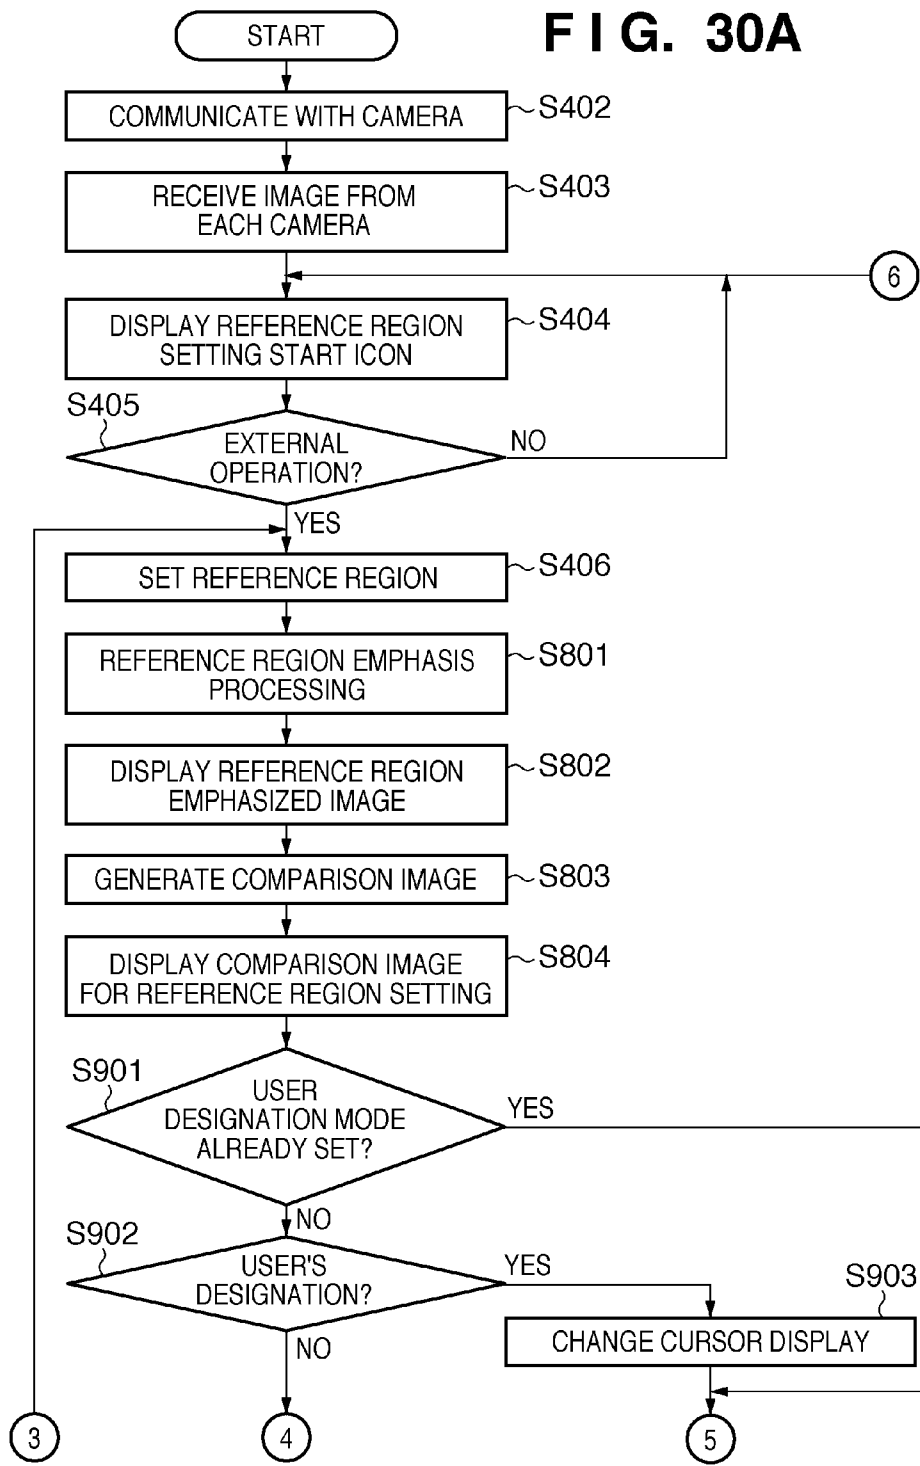 START
F I G. 30A
COMMUNICATE WITH CAMERA
S402
RECEIVE IMAGE FROM
EACH CAMERA
S403
6
DISPLAY REFERENCE REGION
SETTING START ICON
S404
S405
EXTERNAL
OPERATION?
NO
YES
SET REFERENCE REGION
S406
REFERENCE REGION EMPHASIS
PROCESSING
S801
DISPLAY REFERENCE REGION
EMPHASIZED IMAGE
S802
GENERATE COMPARISON IMAGE
S803
DISPLAY COMPARISON IMAGE
FOR REFERENCE REGION SETTING
S804
S901
USER
DESIGNATION MODE
ALREADY SET?
YES
NO
S902
USER'S
DESIGNATION?
YES
NO
S903
CHANGE CURSOR DISPLAY
3
4
5